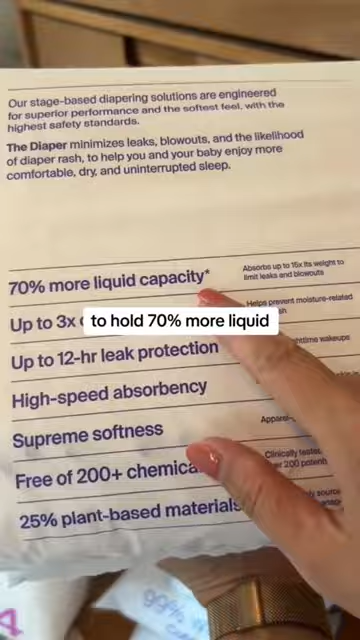 Our stage-based diapering solutions are engineered
for superior performance and the softest feel, with the
highest safety standards.
The Diaper minimizes leaks, blowouts, and the likelihood
of diaper rash, to help you and your baby enjoy more
comfortable, dry, and uninterrupted sleep.
70% more liquid capacity*
Absorbs up to 15x its weight to
limit leaks and blowouts
Up to 3x
Helps prevent moisture-related
to hold 70% more liquid
Up to 12-hr leak protection
nighttime wakeups
High-speed absorbency
Supreme softness
Free of 200+
Clinically tested,
200
25% plant-based materials